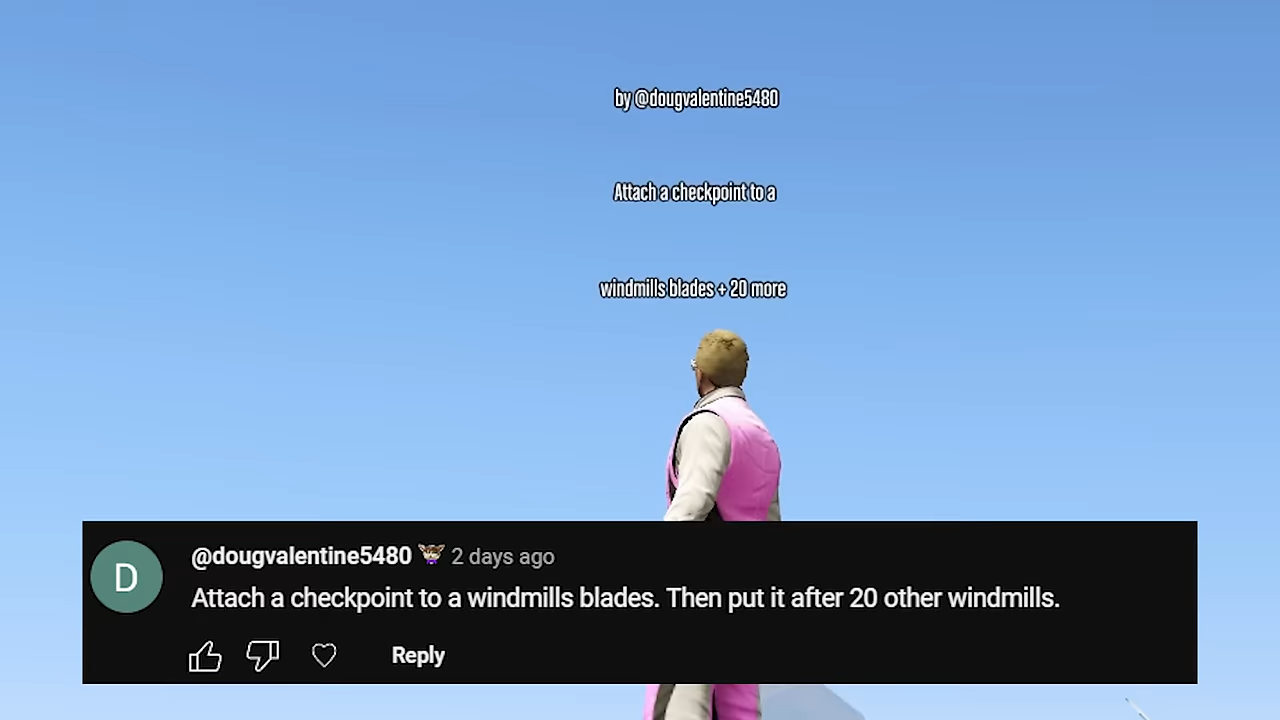 by @dougvalentine5480
Attach a checkpoint to a
windmills blades + 20 more
D
@dougvalentine5480 2 days ago
Attach a checkpoint to a windmills blades. Then put it after 20 other windmills.
Reply